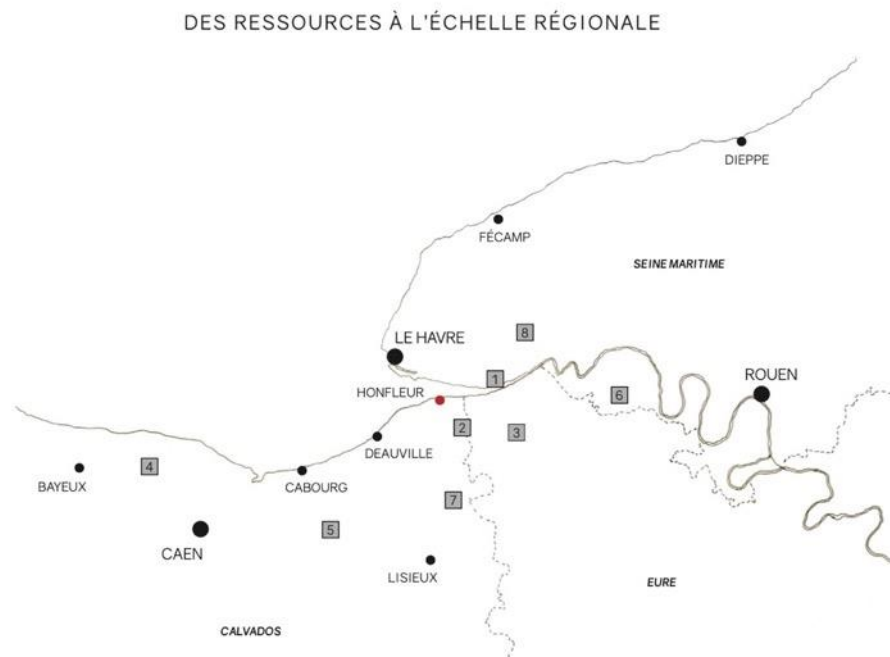 DES RESSOURCES À L'ÉCHELLE RÉGIONALE
DIEPPE
FÉCAMP
SEINE MARITIME
8
LE HAVRE
1
ROUEN
HONFLEUR
6
2
3
DEAUVILLE
4
BAYEUX
CABOURG
7
5
CAEN
LISIEUX
EURE
CALVADOS